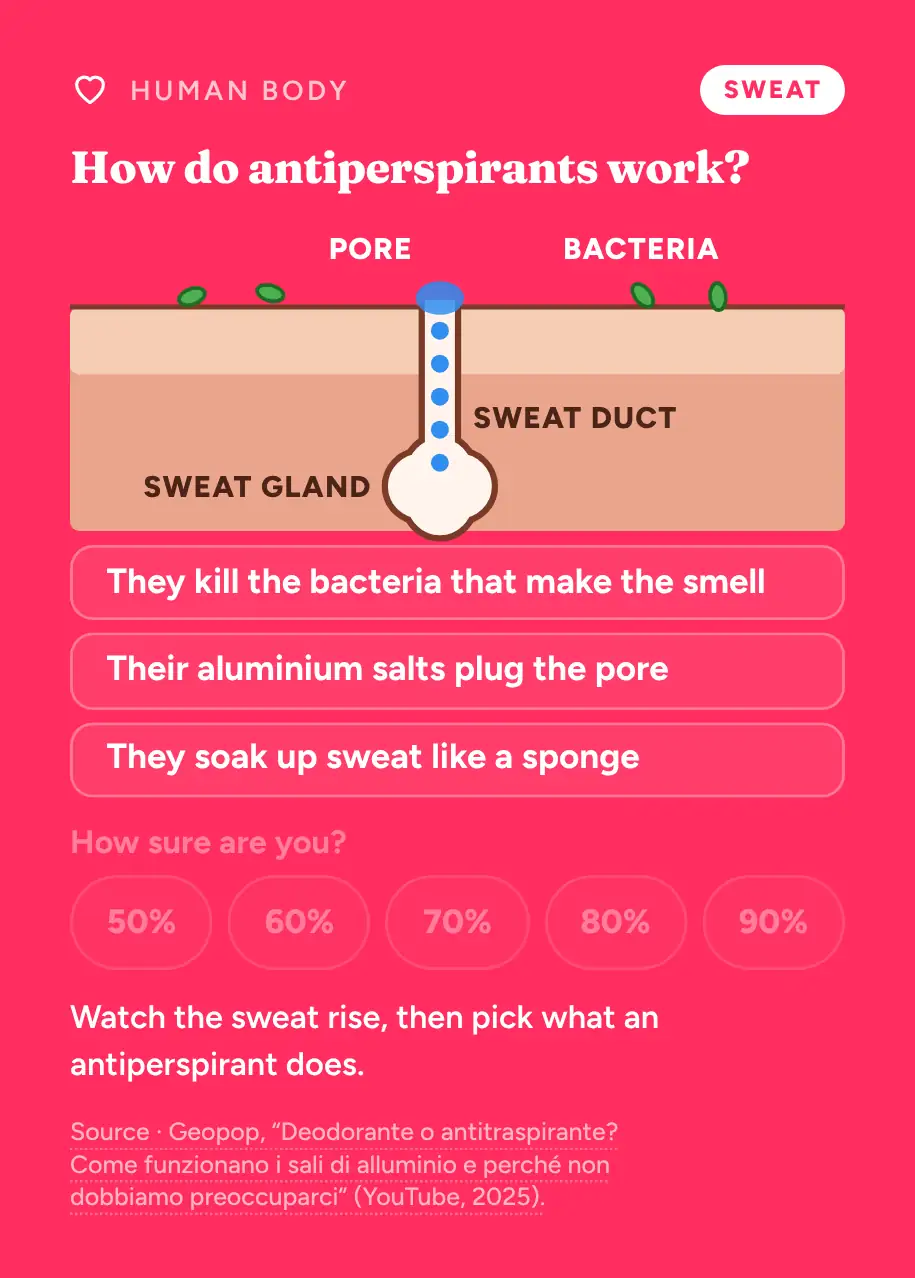 HUMAN BODY
SWEAT
How do antiperspirants work?
PORE
BACTERIA
SWEAT DUCT
SWEAT GLAND
They kill the bacteria that make the smell
Their aluminium salts plug the pore
They soak up sweat like a sponge
How sure are you?
50% 60% 70% 80% 90%
Watch the sweat rise, then pick what an
antiperspirant does.
Source · Geopop, “Deodorante o antitraspirante?
Come funzionano i sali di alluminio e perché non
dobbiamo preoccuparci” (YouTube, 2025).